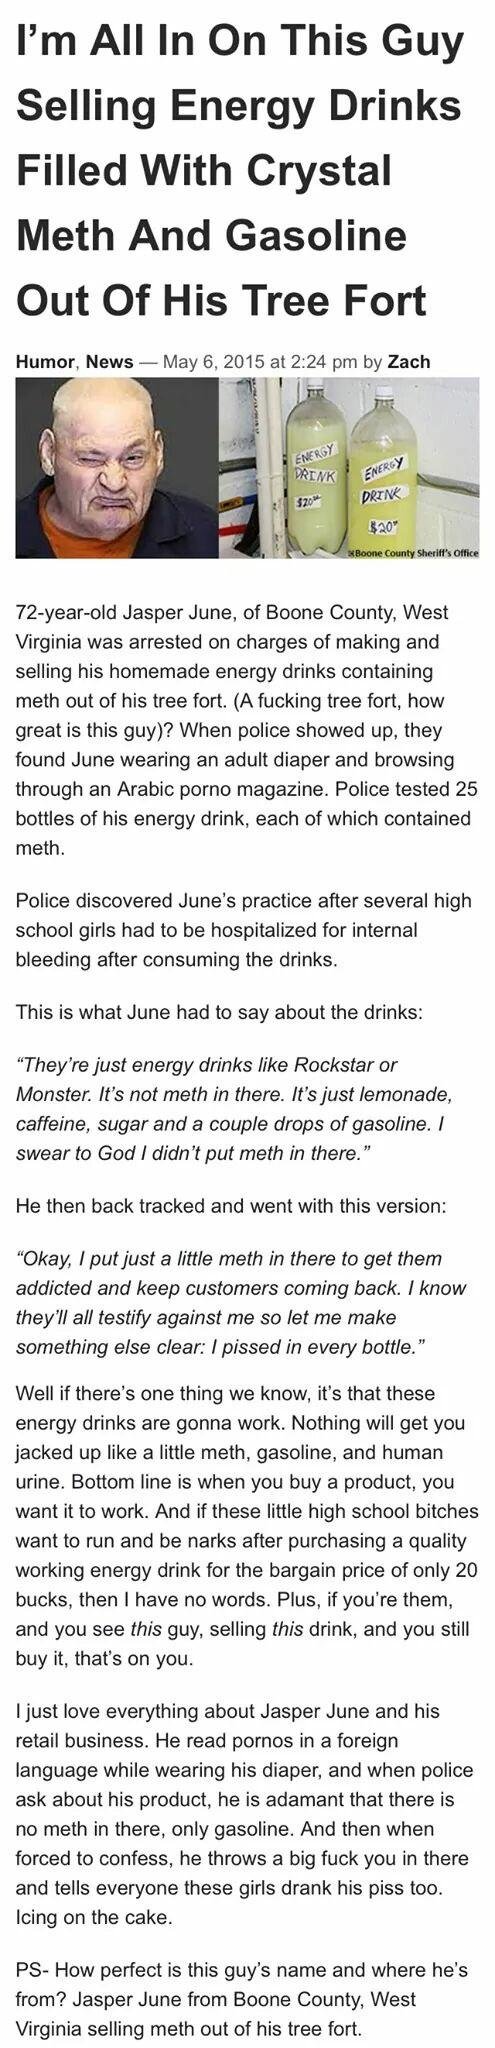 I’m All In On This Guy
Selling Energy Drinks
Filled With Crystal
Meth And Gasoline
Out Of His Tree Fort
Humor, News — May 6, 2015 at 2:24 pm by Zach
ENERGY
DRINK
$20
ENERGY
DRINK
$20
Boone County Sheriff's Office
72-year-old Jasper June, of Boone County, West
Virginia was arrested on charges of making and
selling his homemade energy drinks containing
meth out of his tree fort. (A fucking tree fort, how
great is this guy)? When police showed up, they
found June wearing an adult diaper and browsing
through an Arabic porno magazine. Police tested 25
bottles of his energy drink, each of which contained
meth.
Police discovered June’s practice after several high
school girls had to be hospitalized for internal
bleeding after consuming the drinks.
This is what June had to say about the drinks:
“They’re just energy drinks like Rockstar or
Monster. It’s not meth in there. It’s just lemonade,
caffeine, sugar and a couple drops of gasoline. I
swear to God I didn’t put meth in there.”
He then back tracked and went with this version:
“Okay, I put just a little meth in there to get them
addicted and keep customers coming back. I know
they’ll all testify against me so let me make
something else clear: I pissed in every bottle.”
Well if there’s one thing we know, it’s that these
energy drinks are gonna work. Nothing will get you
jacked up like a little meth, gasoline, and human
urine. Bottom line is when you buy a product, you
want it to work. And if these little high school bitches
want to run and be narks after purchasing a quality
working energy drink for the bargain price of only 20
bucks, then I have no words. Plus, if you’re them,
and you see this guy, selling this drink, and you still
buy it, that’s on you.
I just love everything about Jasper June and his
retail business. He read pornos in a foreign
language while wearing his diaper, and when police
ask about his product, he is adamant that there is
no meth in there, only gasoline. And then when
forced to confess, he throws a big fuck you in there
and tells everyone these girls drank his piss too.
Icing on the cake.
PS- How perfect is this guy’s name and where he’s
from? Jasper June from Boone County, West
Virginia selling meth out of his tree fort.